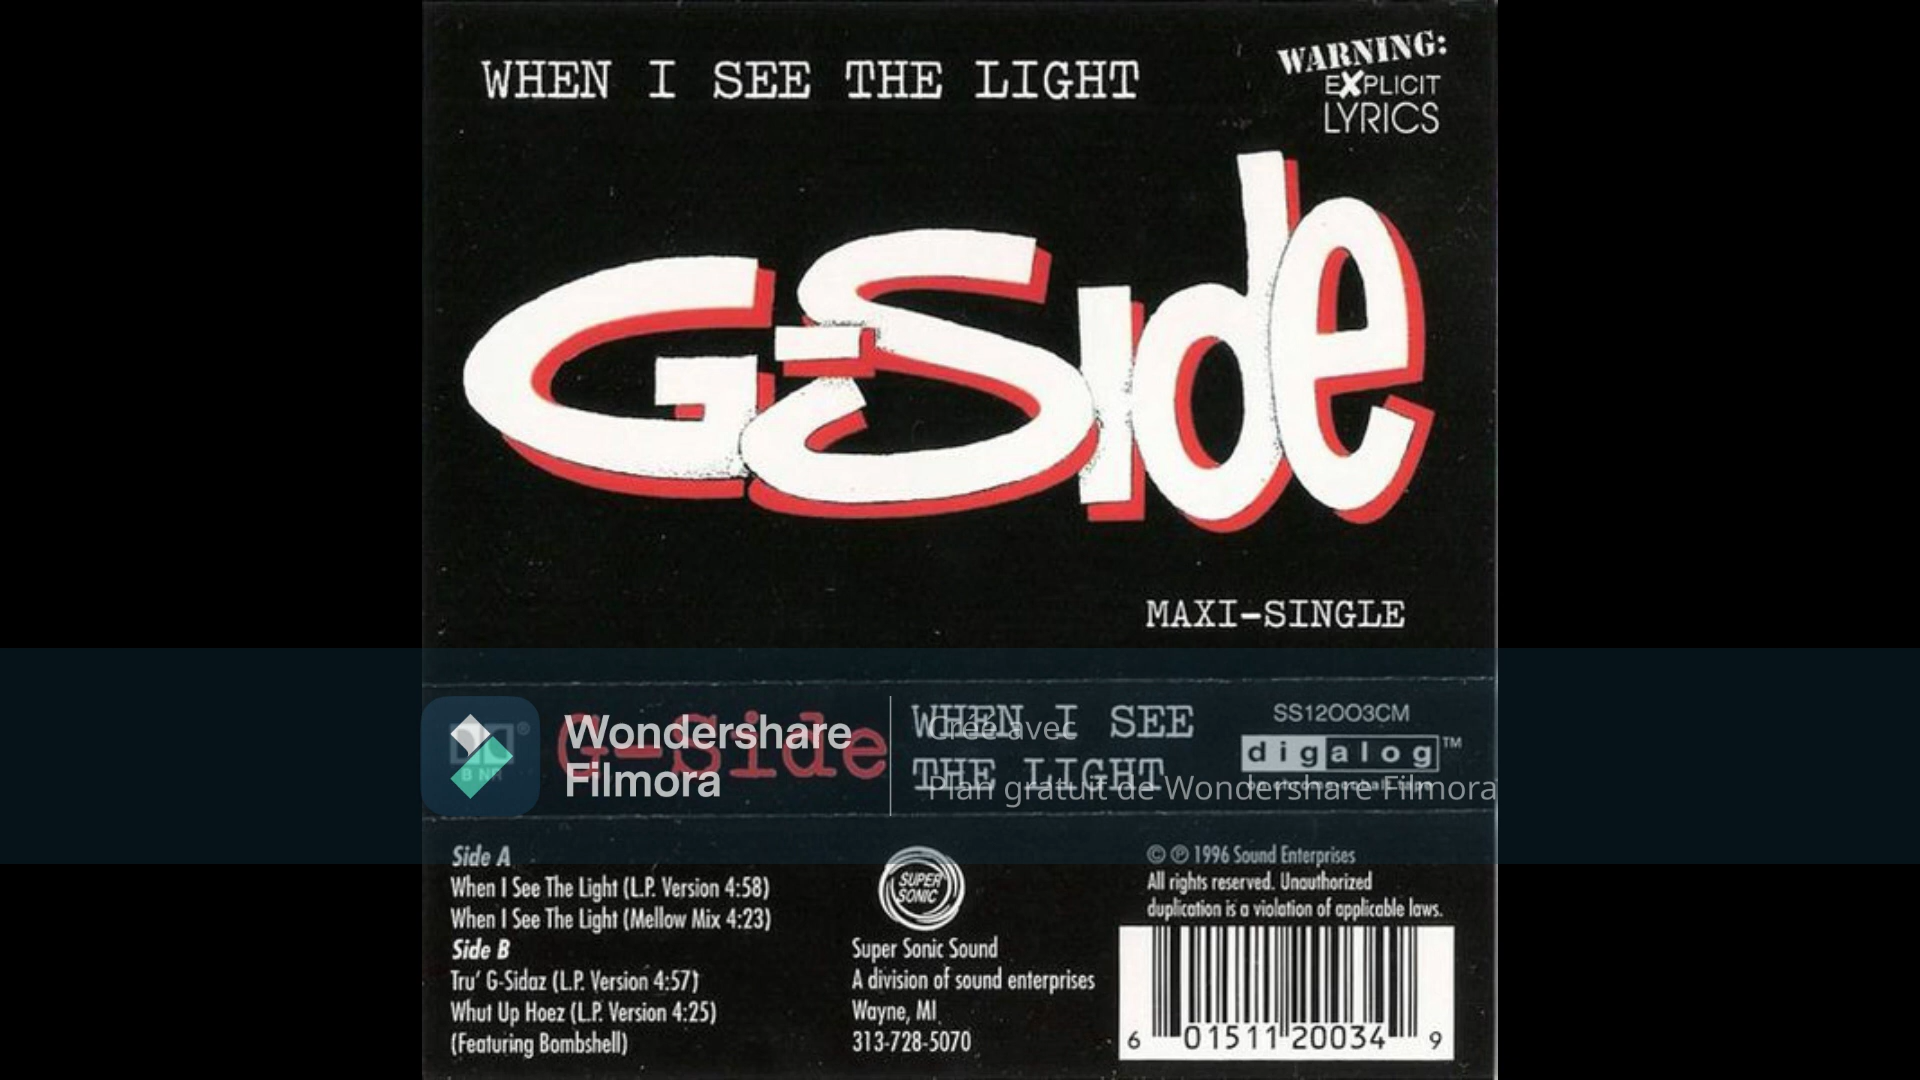 WHEN I SEE THE LIGHT
WARNING:
EXPLICIT
LYRICS
G-Side
MAXI-SINGLE
B NR
G-Side
WHEN I SEE
THE LIGHT
SS12003CM
digalog™
Wondershare
Filmora
Créé avec
Plan gratuit de Wondershare Filmora
Side A
When I See The Light (L.P. Version 4:58)
When I See The Light (Mellow Mix 4:23)
Side B
Tru' G-Sidaz (L.P. Version 4:57)
Whut Up Hoez (L.P. Version 4:25)
(Featuring Bombshell)
SUPER
SONIC
Super Sonic Sound
A division of sound enterprises
Wayne, MI
313-728-5070
© ℗ 1996 Sound Enterprises
All rights reserved. Unauthorized
duplication is a violation of applicable laws.
6 01511 20034 9